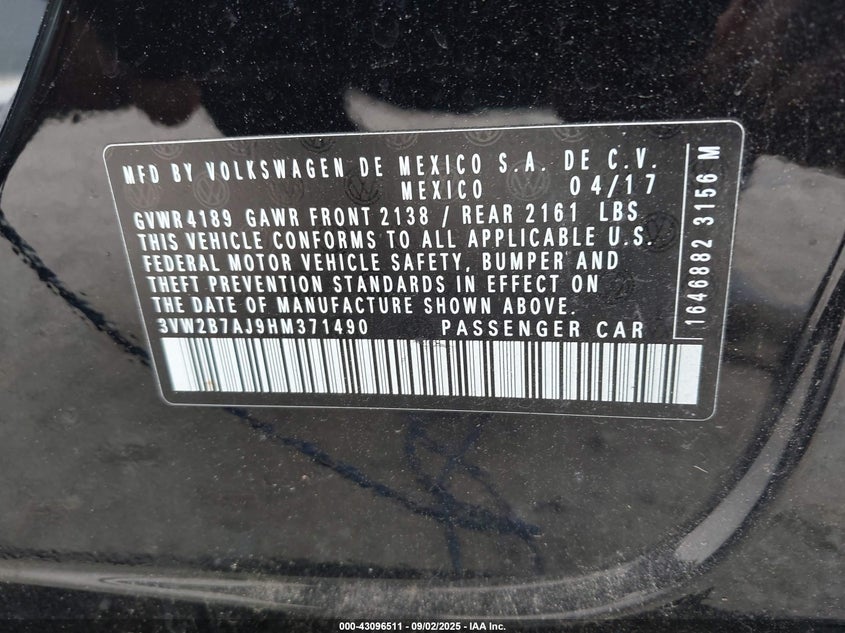 MFD BY VOLKSWAGEN DE MEXICO S.A. DE C.V.
MEXICO 04/17
GVWR 4189 GAWR FRONT 2138 / REAR 2161 LBS
THIS VEHICLE CONFORMS TO ALL APPLICABLE U.S.
FEDERAL MOTOR VEHICLE SAFETY, BUMPER AND
THEFT PREVENTION STANDARDS IN EFFECT ON
THE DATE OF MANUFACTURE SHOWN ABOVE.
3VW2B7AJ9HM371490 PASSENGER CAR
1646882 3156 M
000-43096511 - 09/02/2025 - IAA Inc.